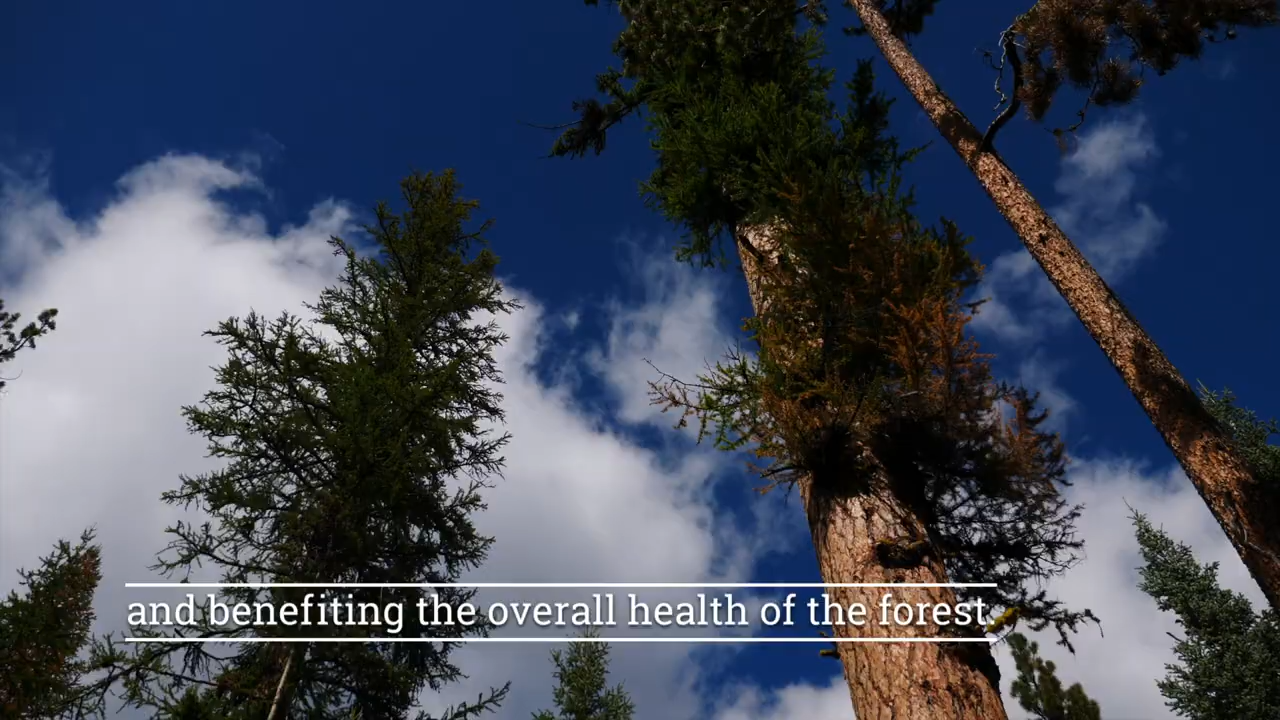 and benefiting the overall health of the forest.